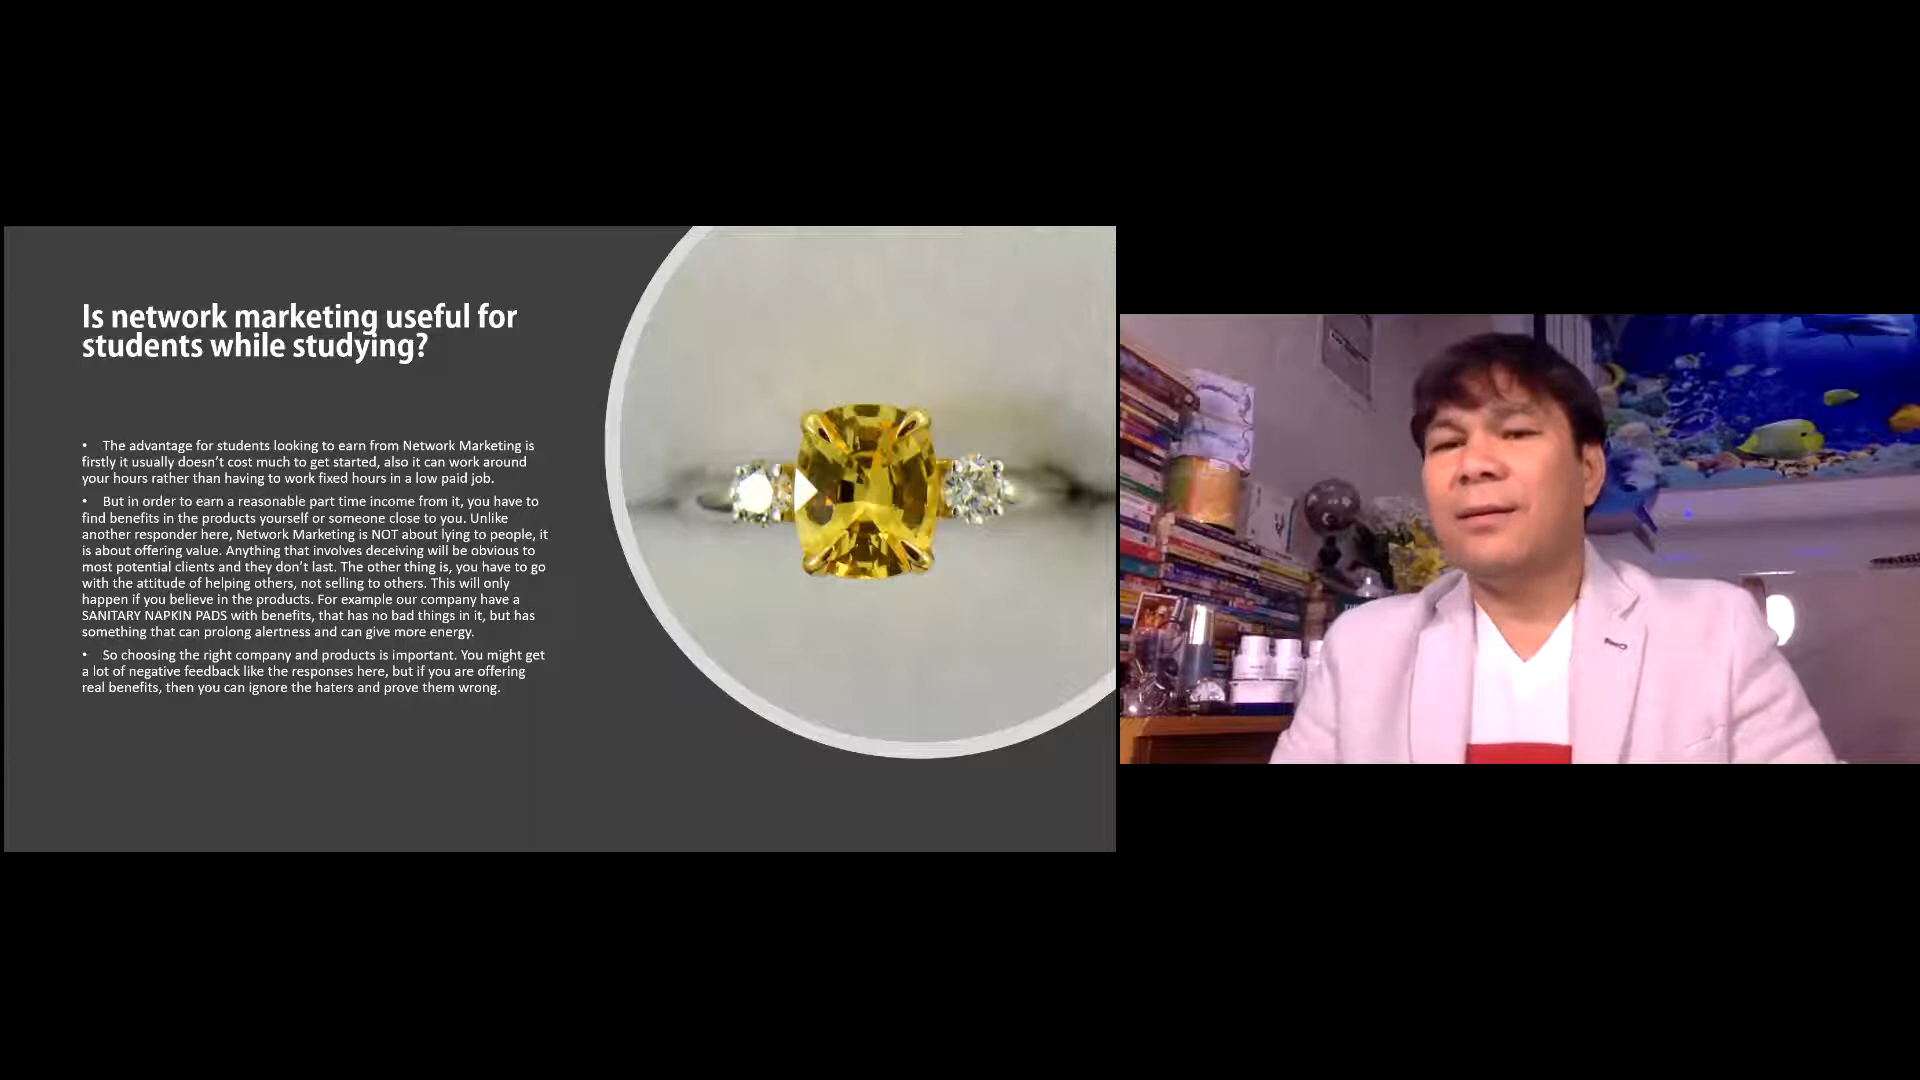 Is network marketing useful for
students while studying?
• The advantage for students looking to earn from Network Marketing is
firstly it usually doesn't cost much to get started, also it can work around
your hours rather than having to work fixed hours in a low paid job.
• But in order to earn a reasonable part time income from it, you have to
find benefits in the products yourself or someone close to you. Unlike
another responder here, Network Marketing is NOT about lying to people, it
is about offering value. Anything that involves deceiving will be obvious to
most potential clients and they don't last. The other thing is, you have to go
with the attitude of helping others, not selling to others. This will only
happen if you believe in the products. For example our company have a
SANITARY NAPKIN PADS with benefits, that has no bad things in it, but has
something that can prolong alertness and can give more energy.
• So choosing the right company and products is important. You might get
a lot of negative feedback like the responses here, but if you are offering
real benefits, then you can ignore the haters and prove them wrong.